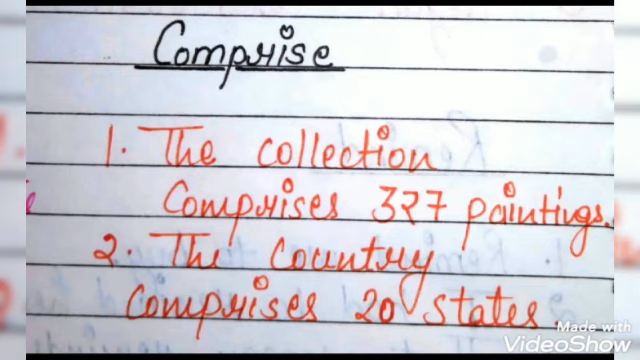 Comprise
1. The collection
Comprises 327 paintings.
2. The Country
Comprises 20 states
Made with
VideoShow